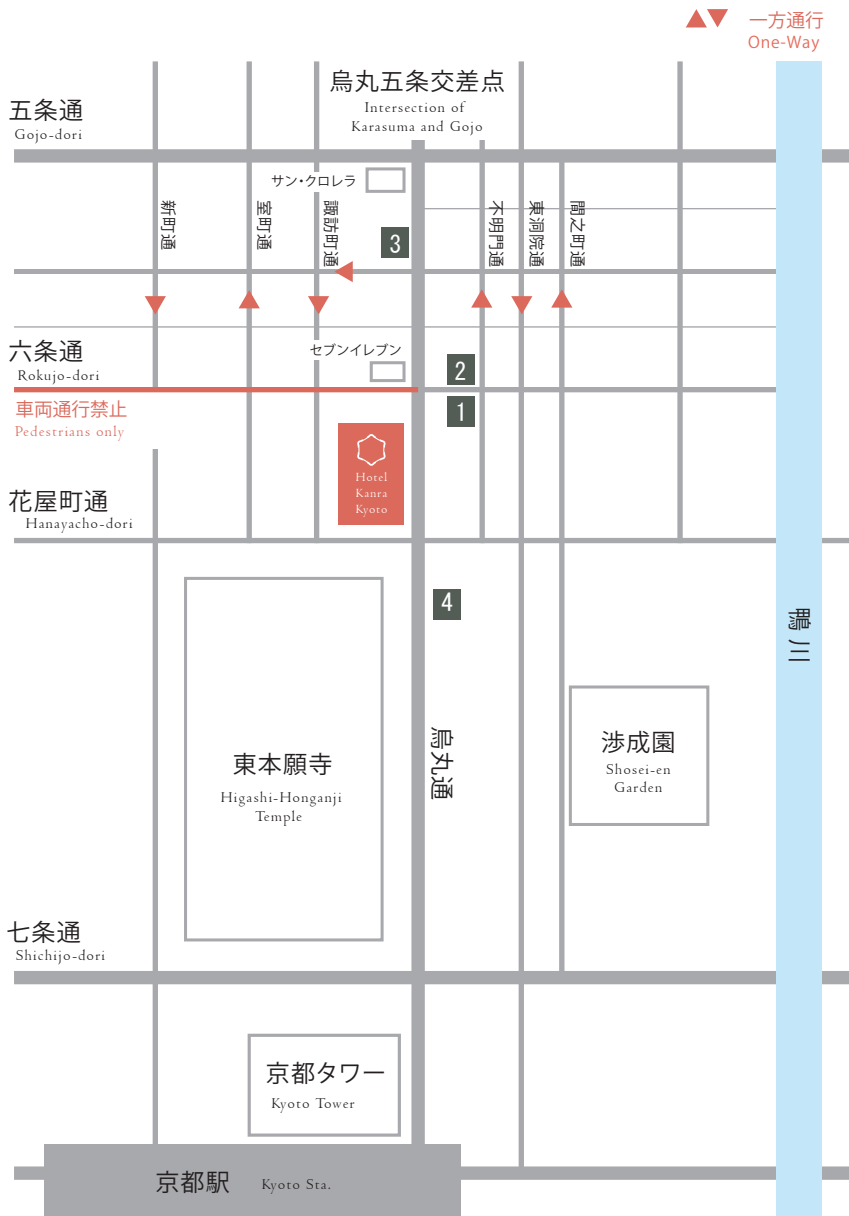 一方通行
One-Way
烏丸五条交差点
Intersection of
Karasuma and Gojo
五条通
Gojo-dori
サン・クロレラ
新町通
室町通
諏訪町通
不明門通
東洞院通
間之町通
3
六条通
Rokujo-dori
セブンイレブン
2
車両通行禁止
Pedestrians only
1
Hotel
Kanra
Kyoto
花屋町通
Hanayacho-dori
4
鴨川
烏丸通
東本願寺
Higashi-Honganji
Temple
渉成園
Shosei-en
Garden
七条通
Shichijo-dori
京都タワー
Kyoto Tower
京都駅 Kyoto Sta.